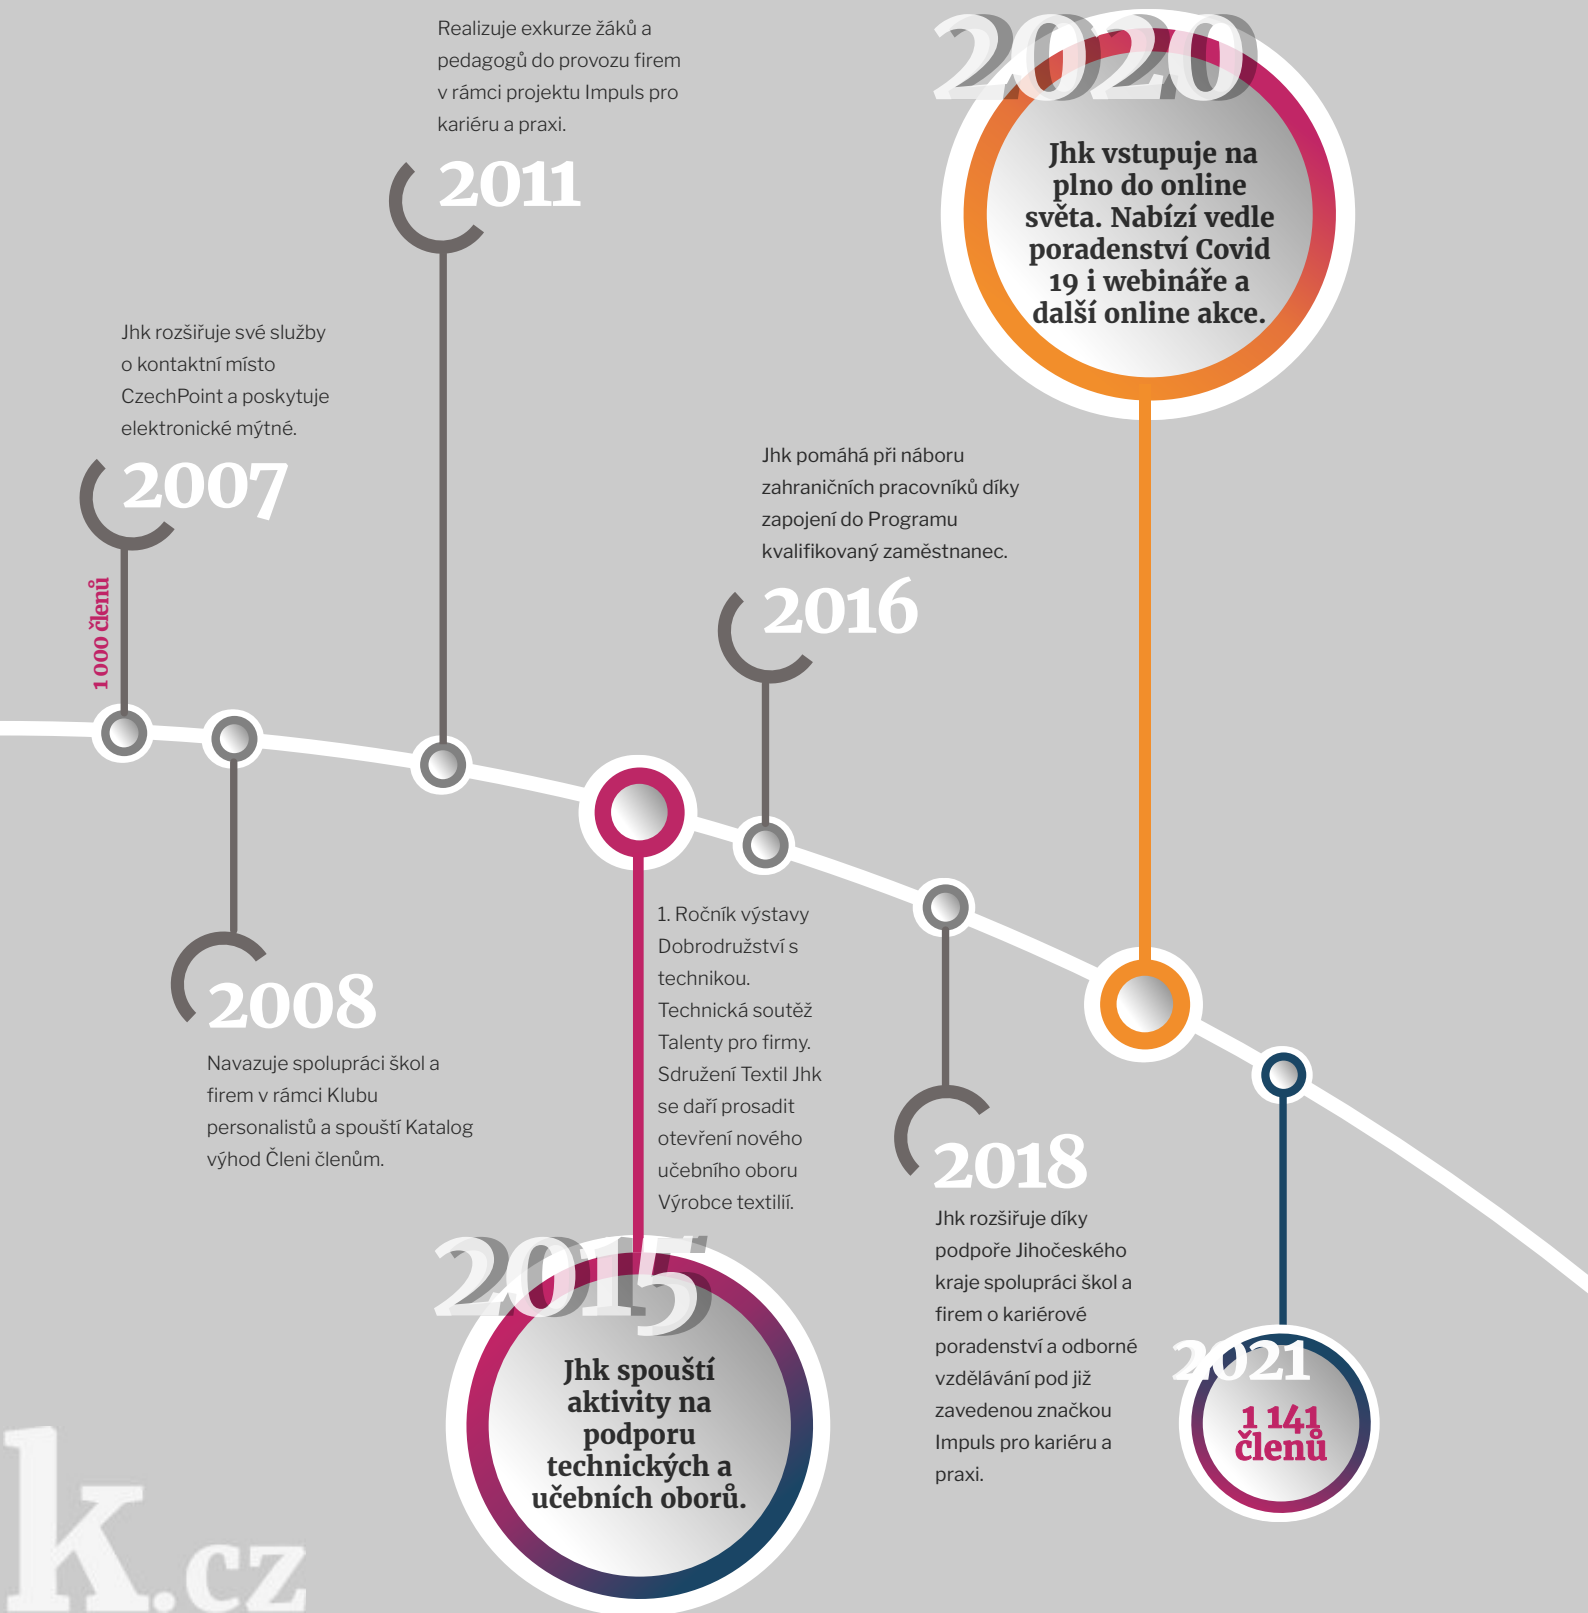 Realizuje exkurze žáků a
pedagogů do provozu firem
v rámci projektu Impuls pro
kariéru a praxi.
2011
2020
Jhk vstupuje na
plno do online
světa. Nabízí vedle
poradenství Covid
19 i webináře a
další online akce.
Jhk rozšiřuje své služby
o kontaktní místo
CzechPoint a poskytuje
elektronické mýtné.
2007
1 000 členů
Jhk pomáhá při náboru
zahraničních pracovníků díky
zapojení do Programu
kvalifikovaný zaměstnanec.
2016
2008
Navazuje spolupráci škol a
firem v rámci Klubu
personalistů a spouští Katalog
výhod Členi členům.
1. Ročník výstavy
Dobrodružství s
technikou.
Technická soutěž
Talenty pro firmy.
Sdružení Textil Jhk
se daří prosadit
otevření nového
učebního oboru
Výrobce textilií.
2015
Jhk spouští
aktivity na
podporu
technických a
učebních oborů.
2018
Jhk rozšiřuje díky
podpoře Jihočeského
kraje spolupráci škol a
firem o kariérové
poradenství a odborné
vzdělávání pod již
zavedenou značkou
Impuls pro kariéru a
praxi.
2021
1 141
členů
k.cz